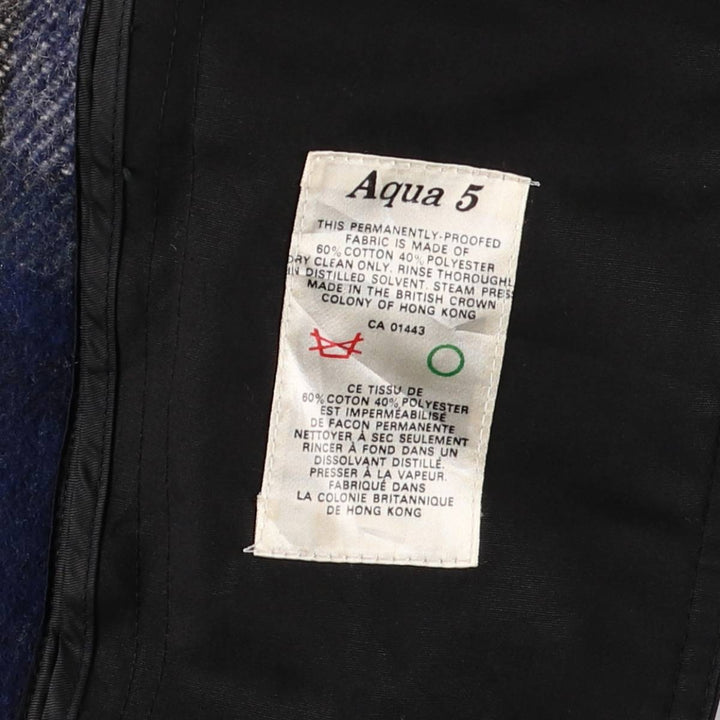 Aqua 5
THIS PERMANENTLY-PROOFED
FABRIC IS MADE OF
60% COTTON 40% POLYESTER
DRY CLEAN ONLY. RINSE THOROUGHL
IN DISTILLED SOLVENT. STEAM PRESS
MADE IN THE BRITISH CROWN
COLONY OF HONG KONG
CA 01443
CE TISSU DE
60% COTON 40% POLYESTER
EST IMPERMÉABILISÉ
DE FACON PERMANENTE
NETTOYER À SEC SEULEMENT
RINCER À FOND DANS UN
DISSOLVANT DISTILLÉ.
PRESSER À LA VAPEUR.
FABRIQUÉ DANS
LA COLONIE BRITANNIQUE
DE HONG KONG